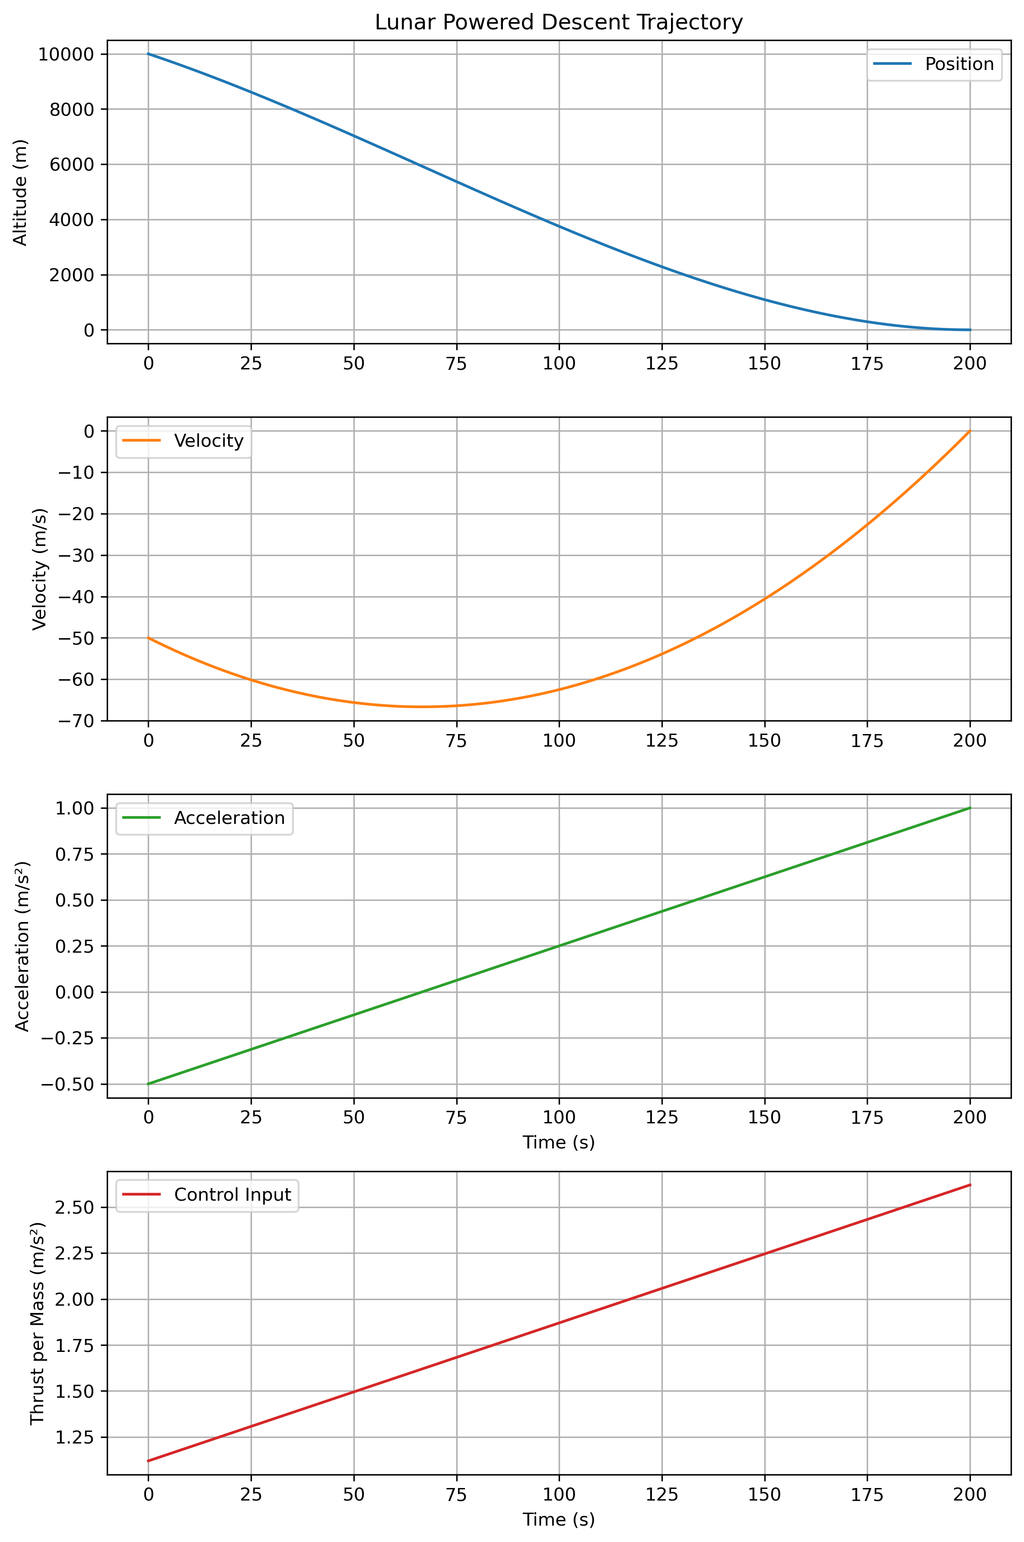 Lunar Powered Descent Trajectory
Position
Altitude (m)
10000
8000
6000
4000
2000
0
0 25 50 75 100 125 150 175 200
Velocity
Velocity (m/s)
0
−10
−20
−30
−40
−50
−60
−70
0 25 50 75 100 125 150 175 200
Acceleration
Acceleration (m/s²)
1.00
0.75
0.50
0.25
0.00
−0.25
−0.50
0 25 50 75 100 125 150 175 200
Time (s)
Control Input
Thrust per Mass (m/s²)
2.50
2.25
2.00
1.75
1.50
1.25
0 25 50 75 100 125 150 175 200
Time (s)